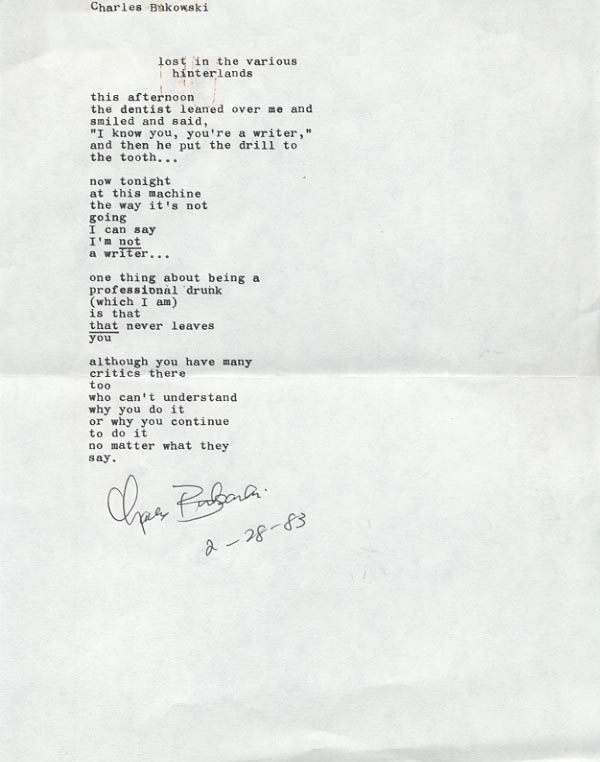 Charles Bukowski
lost in the various
hinterlands
this afternoon
the dentist leaned over me and
smiled and said,
"I know you, you're a writer,"
and then he put the drill to
the tooth...
now tonight
at this machine
the way it's not
going
I can say
I'm not
a writer...
one thing about being a
professional drunk
(which I am)
is that
that never leaves
you
although you have many
critics there
too
who can't understand
why you do it
or why you continue
to do it
no matter what they
say.
Charles Bukowski
2-28-83